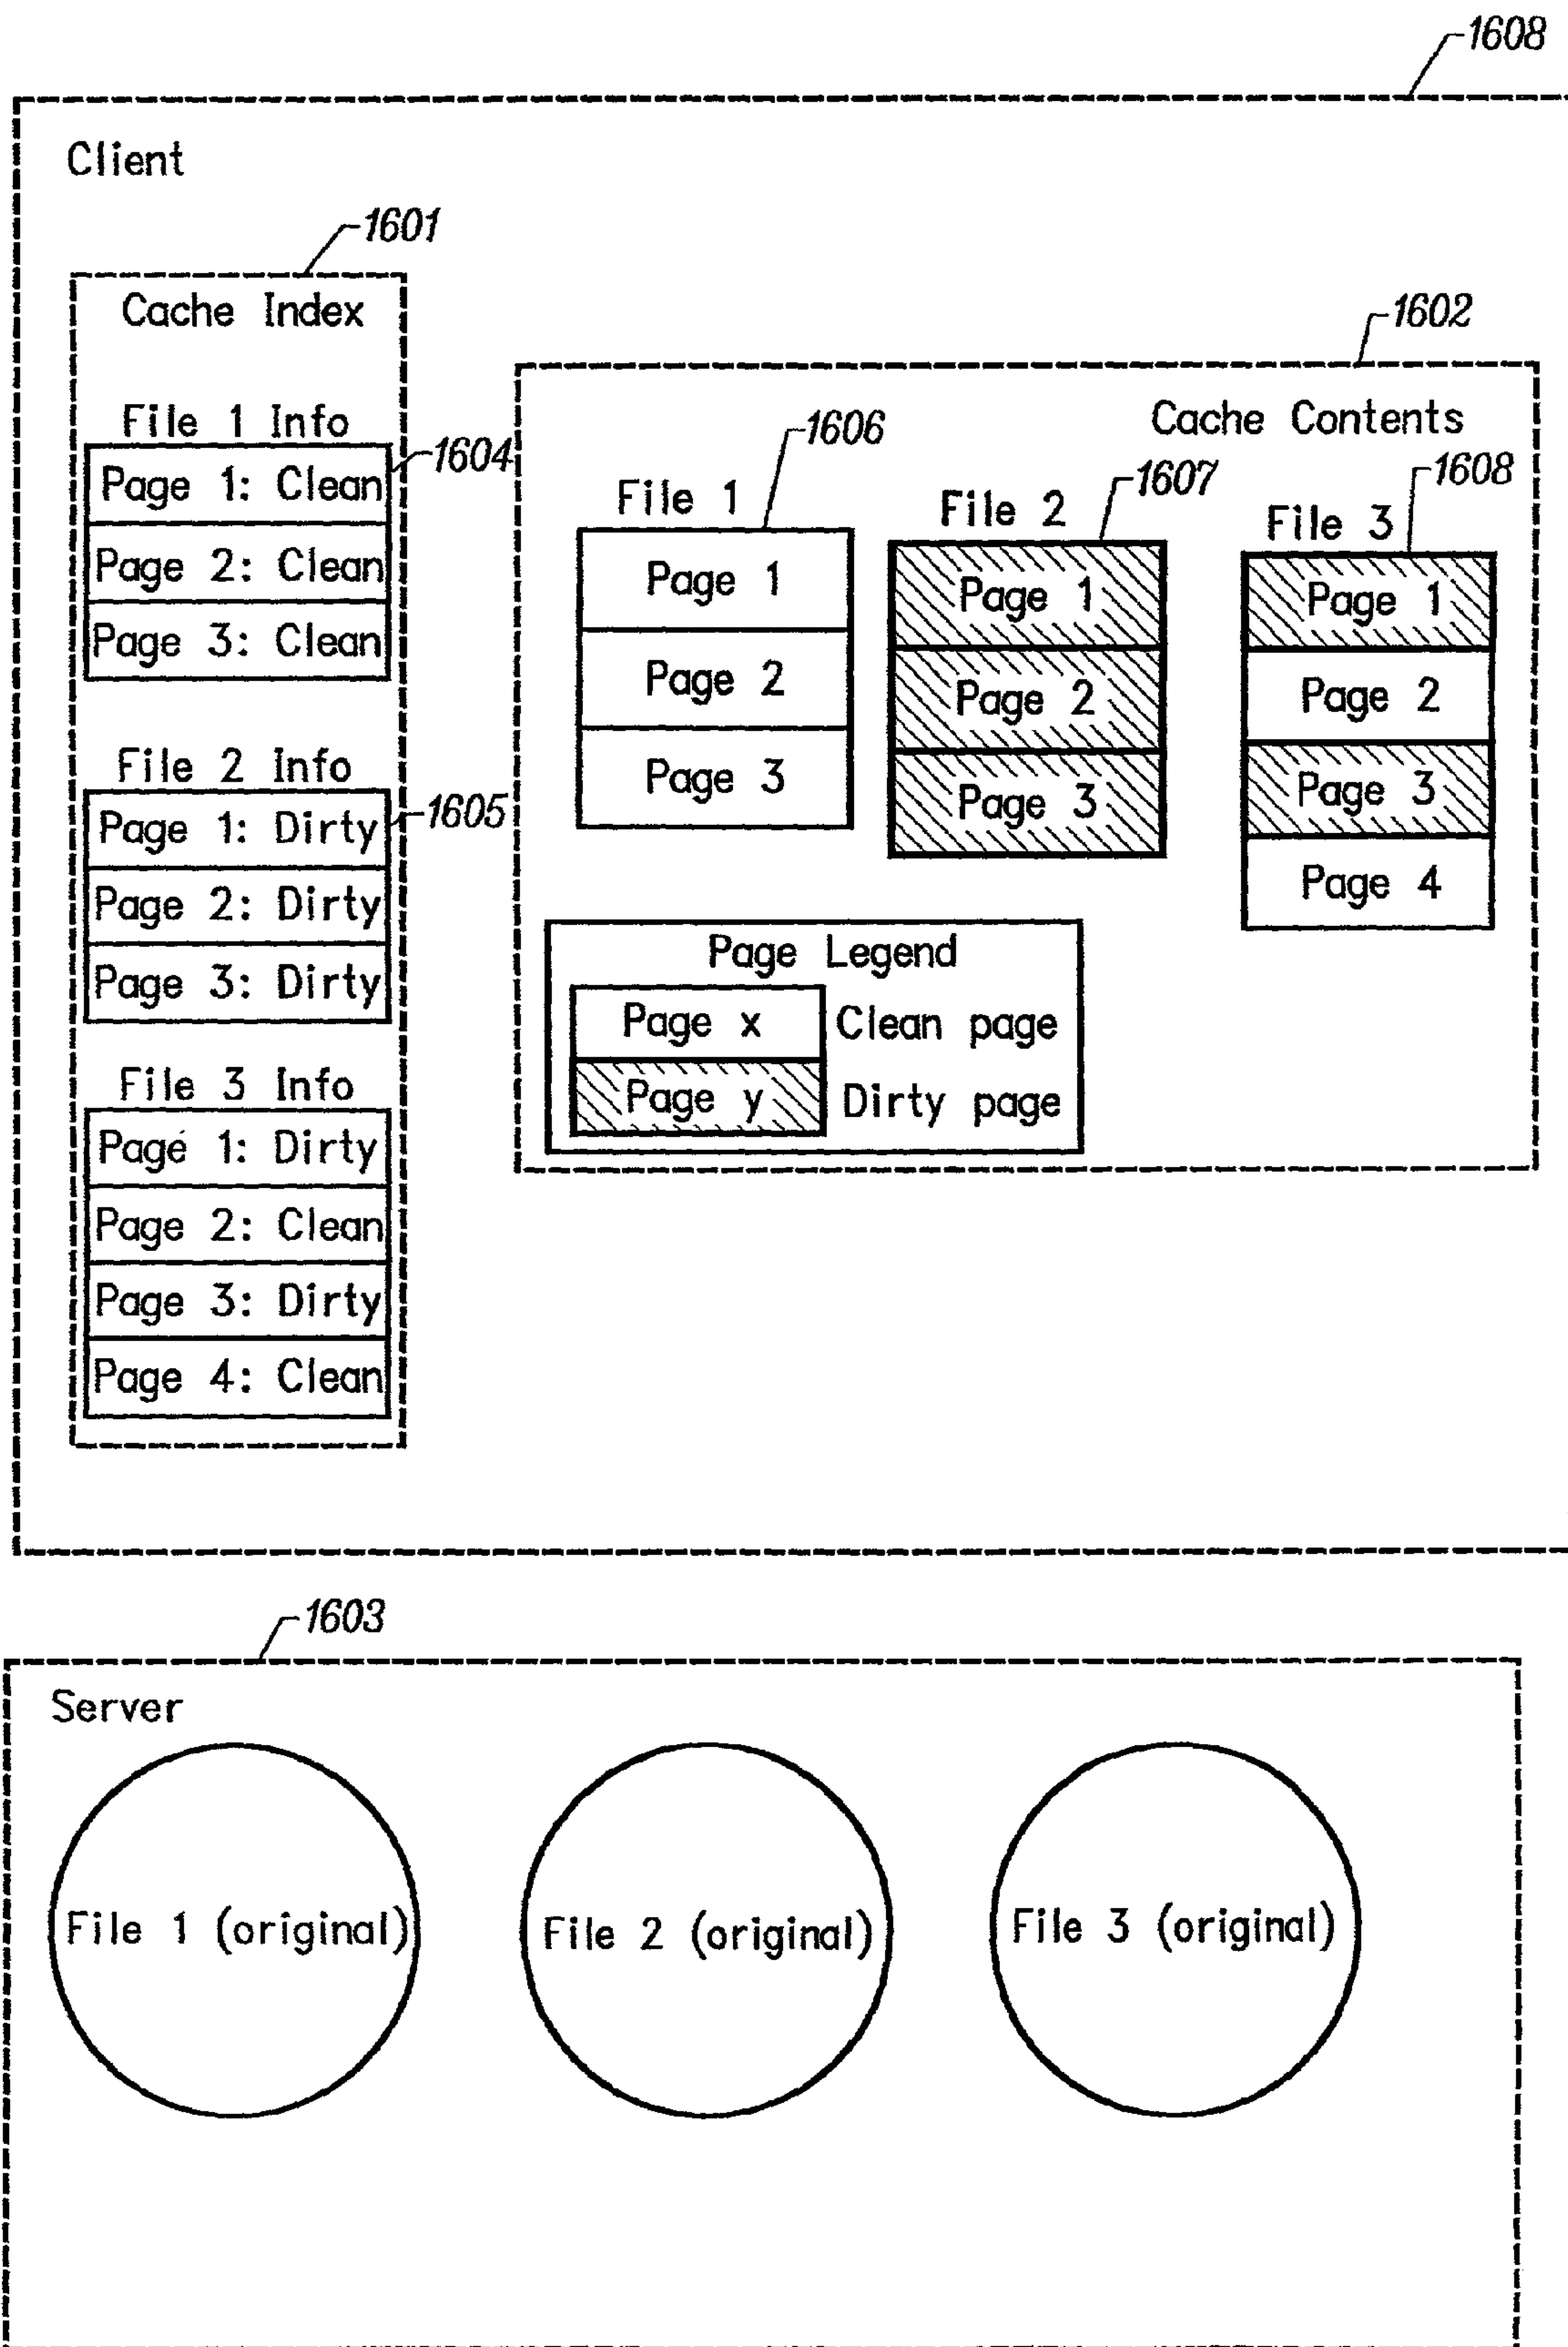 1608
Client
1601
Cache Index
File 1 Info
1604
Page 1: Clean
Page 2: Clean
Page 3: Clean
File 2 Info
1605
Page 1: Dirty
Page 2: Dirty
Page 3: Dirty
File 3 Info
Page 1: Dirty
Page 2: Clean
Page 3: Dirty
Page 4: Clean
1602
Cache Contents
1606
File 1
Page 1
Page 2
Page 3
1607
File 2
Page 1
Page 2
Page 3
1608
File 3
Page 1
Page 2
Page 3
Page 4
Page Legend
Page x Clean page
Page y Dirty page
1603
Server
File 1 (original)
File 2 (original)
File 3 (original)